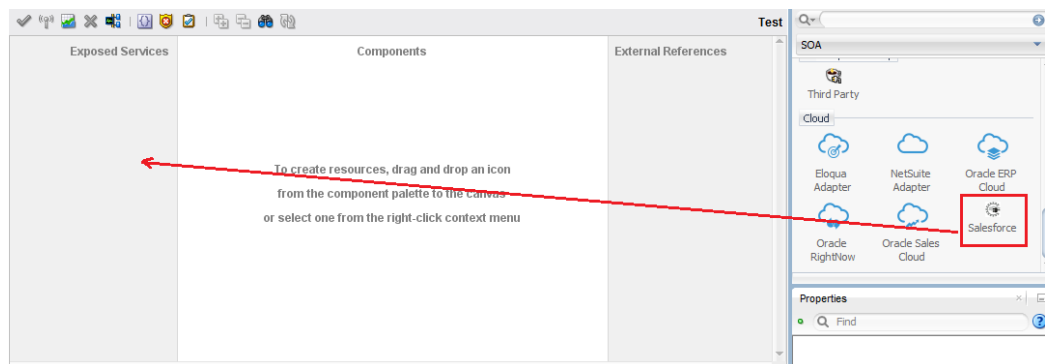 Test
Exposed Services
Components
External References
To create resources, drag and drop an icon
from the component palette to the canvas
or select one from the right-click context menu
SOA
Third Party
Cloud
Eloqua
Adapter
NetSuite
Adapter
Oracle ERP
Cloud
Oracle
RightNow
Oracle Sales
Cloud
Salesforce
Properties
Find